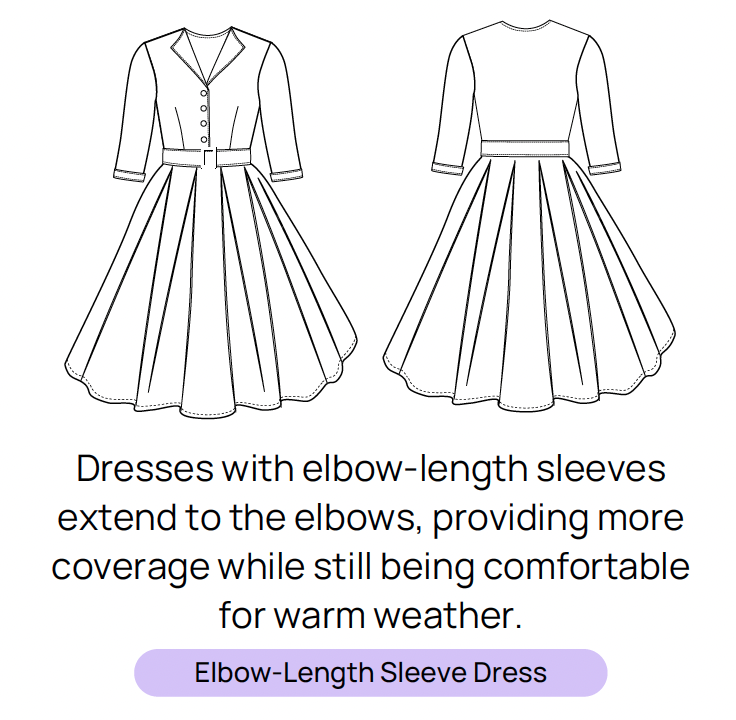 Dresses with elbow-length sleeves
extend to the elbows, providing more
coverage while still being comfortable
for warm weather.
Elbow-Length Sleeve Dress